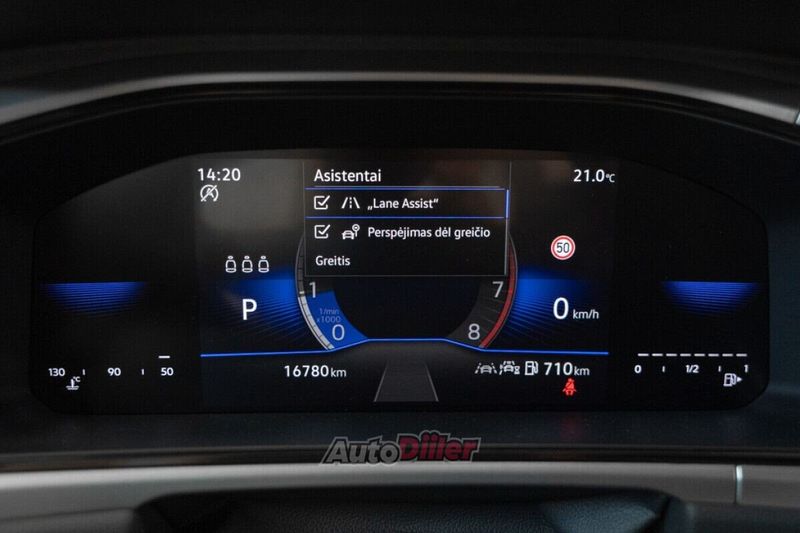 14:20
Asistentai
21.0°C
„Lane Assist“
Perspėjimas dėl greičio
50
Greitis
P
1
7
0 km/h
1/min
x1000
0
8
130 90 50
16780 km
710 km
0 1/2 1
AutoDiiler